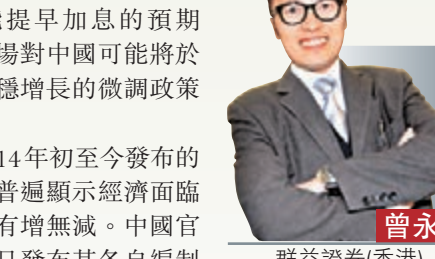 提早加息的預期
場對中國可能將於
穩增長的微調政策
14年初至今發布的
普遍顯示經濟面臨
有增無減。中國官
曾永
群益證券(香港)